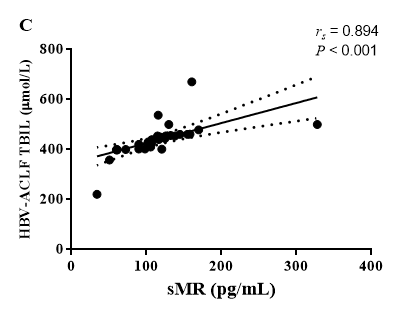 C
rₛ = 0.894
P < 0.001
HBV-ACLF TBIL (μmol/L)
800
600
400
200
0
0 100 200 300 400
sMR (pg/mL)